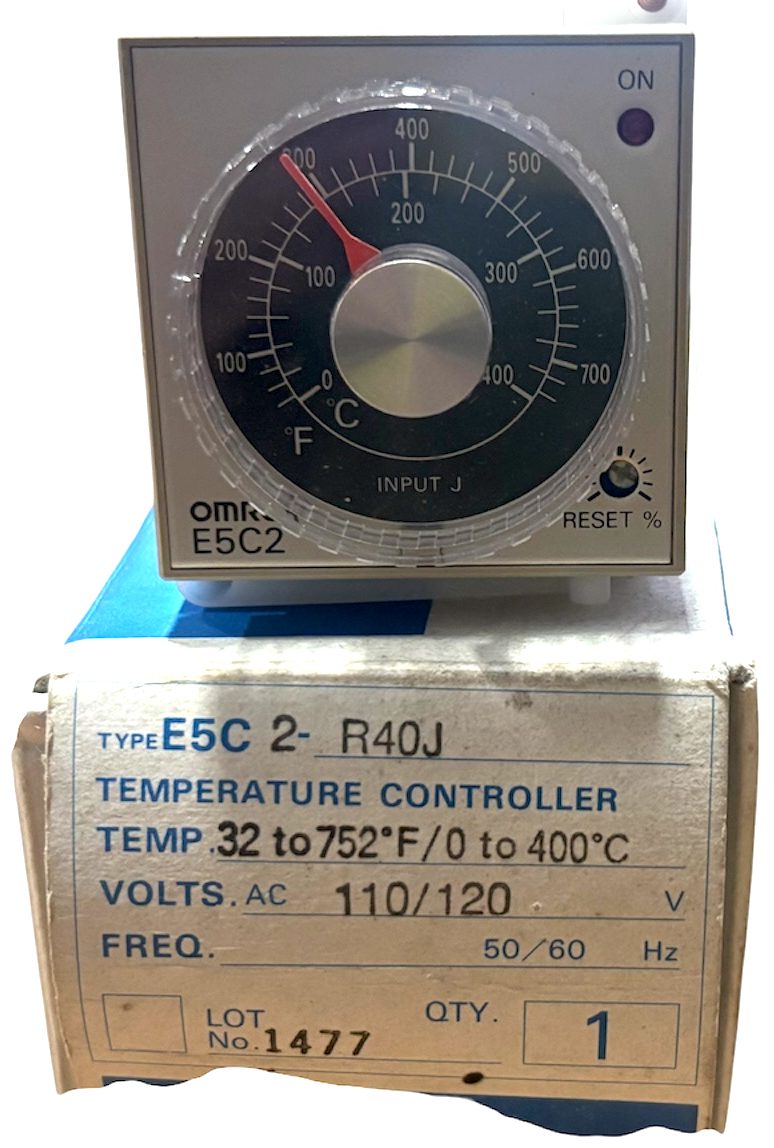 ON
400
500
200
200
600
100
300
100
700
0
400
°C
°F
INPUT J
E5C2
RESET %
TYPE E5C 2- R40J
TEMPERATURE CONTROLLER
TEMP. 32 to 752°F/0 to 400°C
VOLTS. AC 110/120 V
FREQ. 50/60 Hz
LOT No. 1477
QTY. 1